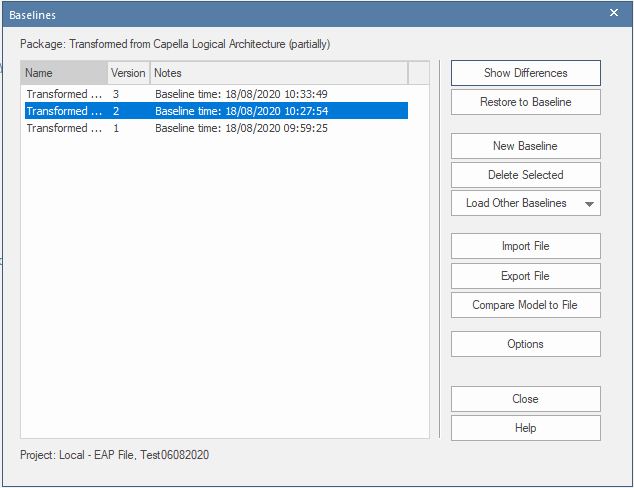 Baselines
Package: Transformed from Capella Logical Architecture (partially)
Name Version Notes
Transformed ... 3 Baseline time: 18/08/2020 10:33:49
Transformed ... 2 Baseline time: 18/08/2020 10:27:54
Transformed ... 1 Baseline time: 18/08/2020 09:59:25
Show Differences
Restore to Baseline
New Baseline
Delete Selected
Load Other Baselines
Import File
Export File
Compare Model to File
Options
Close
Help
Project: Local - EAP File, Test06082020